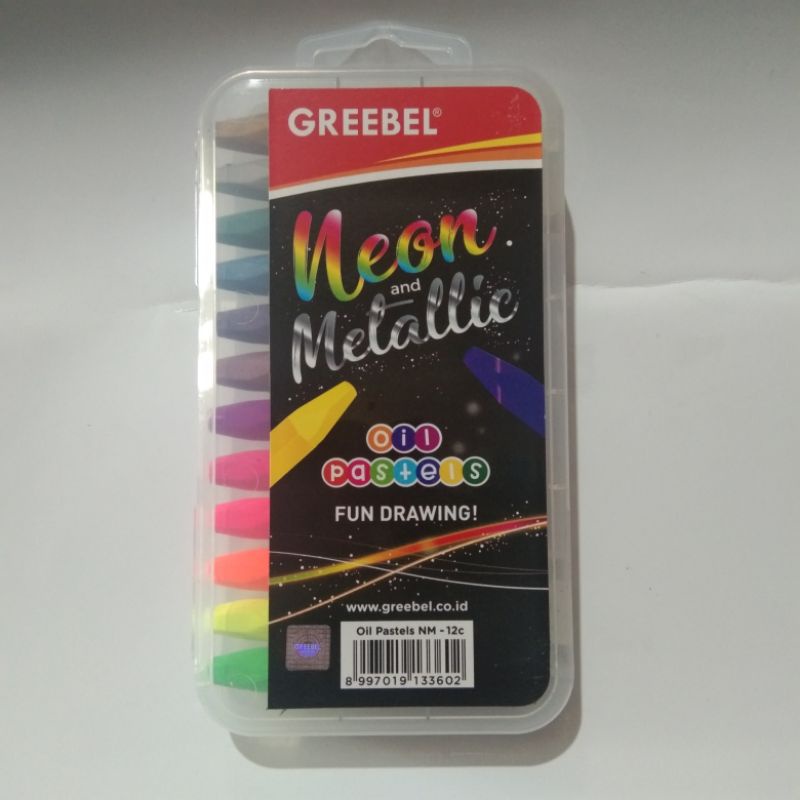 GREEBEL®
Neon
and
Metallic
Oil
Pastels
FUN DRAWING!
www.greebel.co.id
GREEBEL
Oil Pastels NM - 12c
8 997019 133602